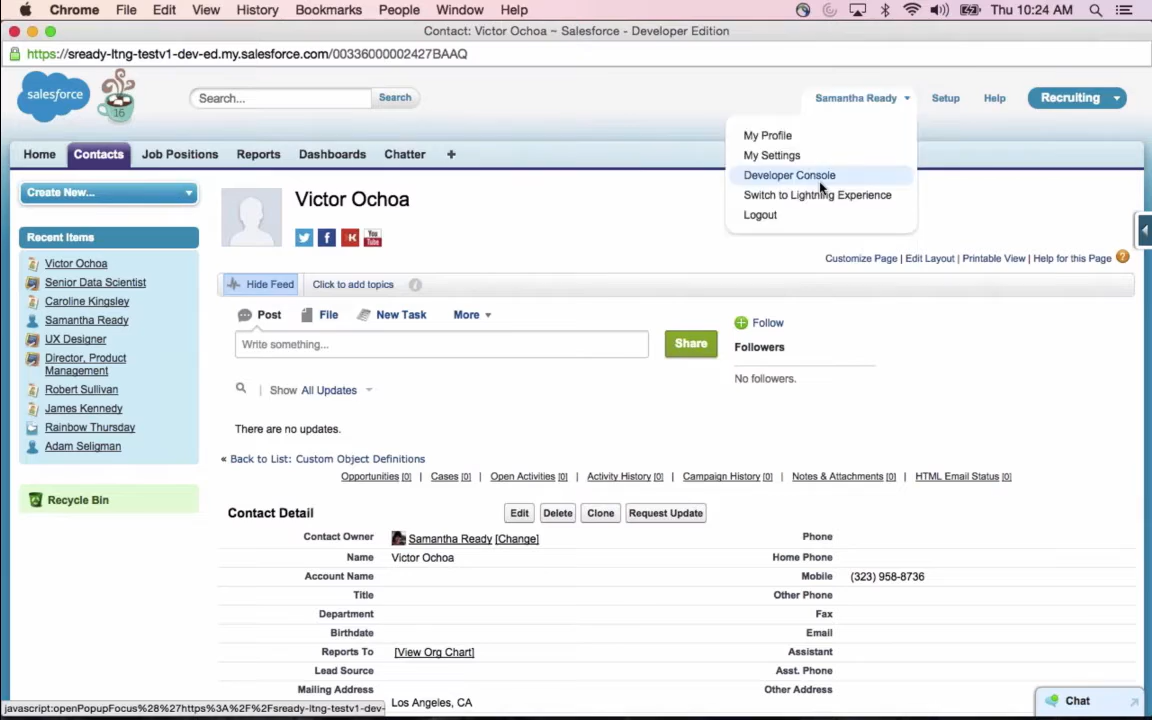 Chrome File Edit View History Bookmarks People Window Help Thu 10:24 AM
Contact: Victor Ochoa ~ Salesforce - Developer Edition
https://sready-ltng-testv1-dev-ed.my.salesforce.com/00336000002427BAAQ
salesforce
16
Search... Search
Samantha Ready Setup Help Recruiting
My Profile
My Settings
Developer Console
Switch to Lightning Experience
Logout
Home Contacts Job Positions Reports Dashboards Chatter +
Create New...
Recent Items
Victor Ochoa
Senior Data Scientist
Caroline Kingsley
Samantha Ready
UX Designer
Director, Product
Management
Robert Sullivan
James Kennedy
Rainbow Thursday
Adam Seligman
Recycle Bin
Victor Ochoa
You
Tube
Customize Page | Edit Layout | Printable View | Help for this Page ?
Hide Feed Click to add topics i
Post File New Task More
Write something... Share
Follow
Followers
No followers.
Show All Updates
There are no updates.
« Back to List: Custom Object Definitions
Opportunities [0] | Cases [0] | Open Activities [0] | Activity History [0] | Campaign History [0] | Notes & Attachments [0] | HTML Email Status [0]
Contact Detail Edit Delete Clone Request Update
Contact Owner Samantha Ready [Change] Phone
Name Victor Ochoa Home Phone
Account Name Mobile (323) 958-8736
Title Other Phone
Department Fax
Birthdate Email
Reports To [View Org Chart] Assistant
Lead Source Asst. Phone
Mailing Address Other Address
Los Angeles, CA
javascript:openPopupFocus%28%27https%3A%2F%2Fsready-ltng-testv1-dev-
Chat